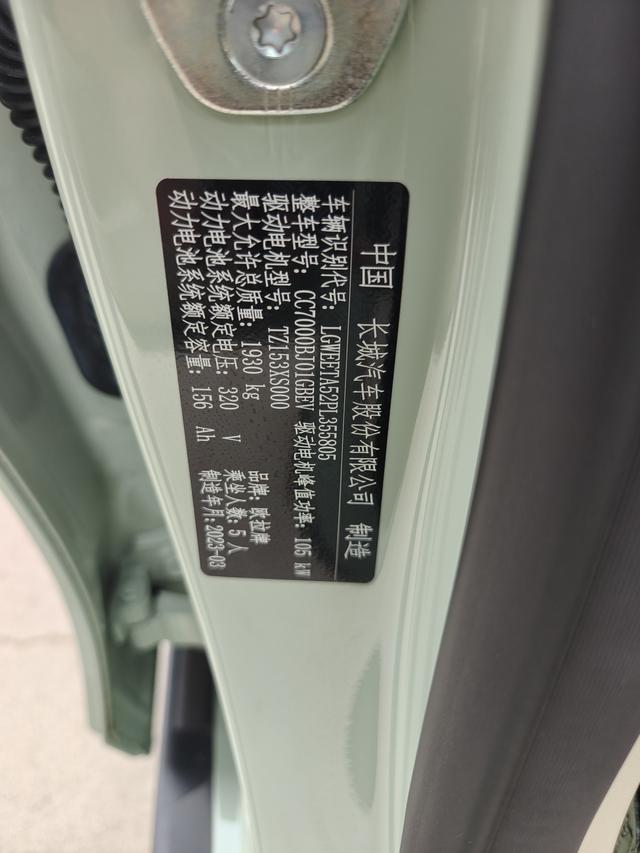 中国 长城汽车股份有限公司 制造
车辆识别代号: LGWEETA52PL355805
整车型号: CC7000BJ01GBEV 驱动电机峰值功率: 105 kW
驱动电机型号: TZ153XS000
最大允许总质量: 1930 kg 品牌: 欧拉牌
动力电池系统额定电压: 320 V 乘坐人数: 5人
动力电池系统额定容量: 156 Ah 制造年月: 2023-03